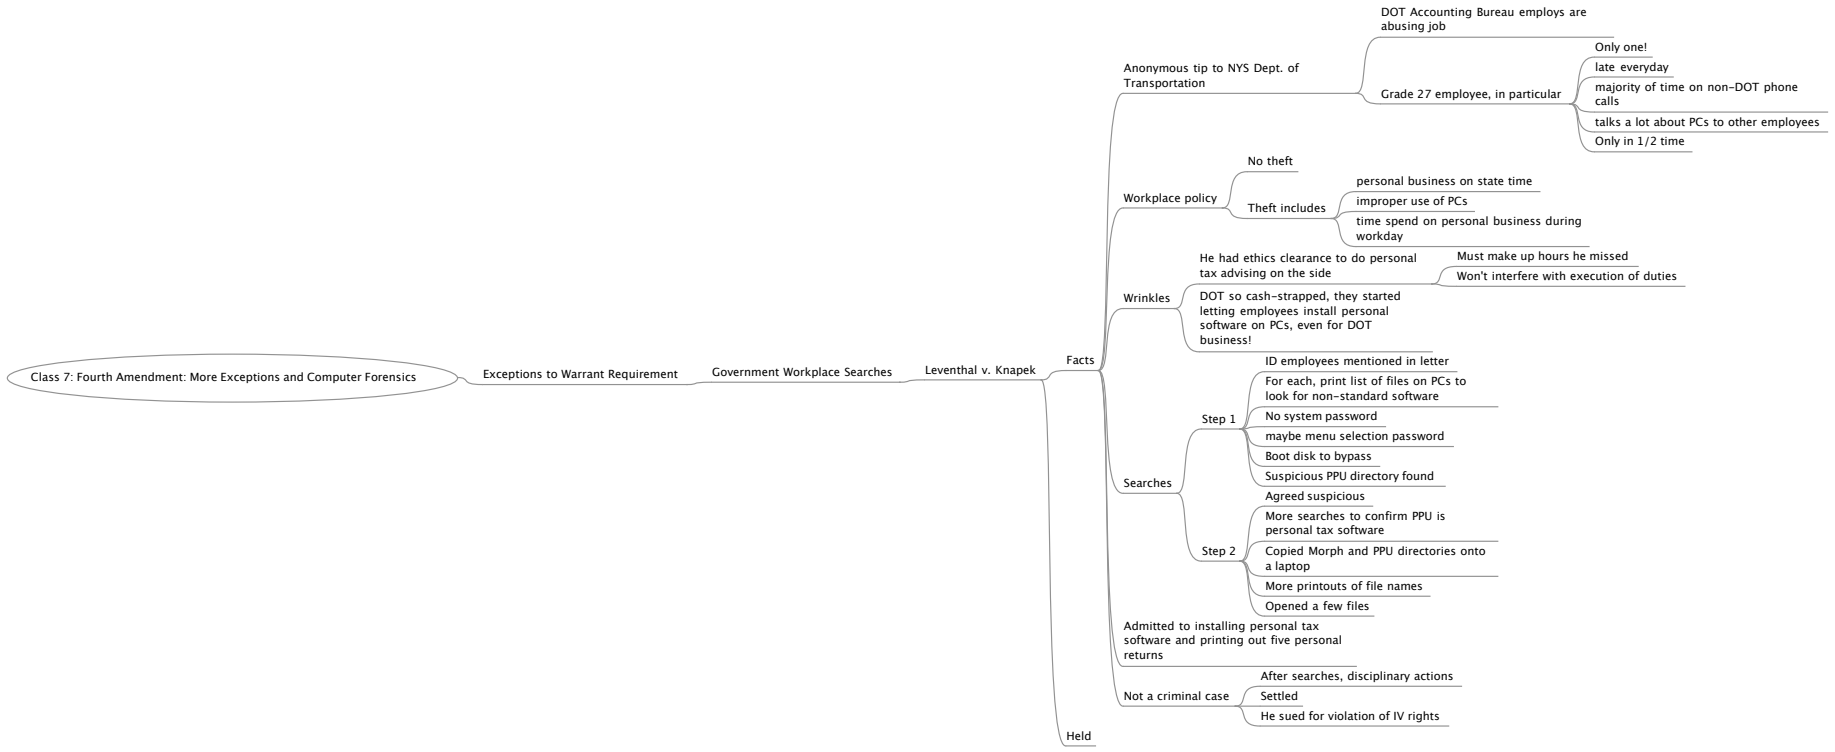 Class 7: Fourth Amendment: More Exceptions and Computer Forensics
Exceptions to Warrant Requirement
Government Workplace Searches
Leventhal v. Knapek
Facts
Anonymous tip to NYS Dept. of
Transportation
DOT Accounting Bureau employs are
abusing job
Grade 27 employee, in particular
Only one!
late everyday
majority of time on non-DOT phone
calls
talks a lot about PCs to other employees
Only in 1/2 time
Workplace policy
No theft
Theft includes
personal business on state time
improper use of PCs
time spend on personal business during
workday
Wrinkles
He had ethics clearance to do personal
tax advising on the side
Must make up hours he missed
Won't interfere with execution of duties
DOT so cash-strapped, they started
letting employees install personal
software on PCs, even for DOT
business!
Searches
Step 1
ID employees mentioned in letter
For each, print list of files on PCs to
look for non-standard software
No system password
maybe menu selection password
Boot disk to bypass
Suspicious PPU directory found
Step 2
Agreed suspicious
More searches to confirm PPU is
personal tax software
Copied Morph and PPU directories onto
a laptop
More printouts of file names
Opened a few files
Admitted to installing personal tax
software and printing out five personal
returns
Not a criminal case
After searches, disciplinary actions
Settled
He sued for violation of IV rights
Held